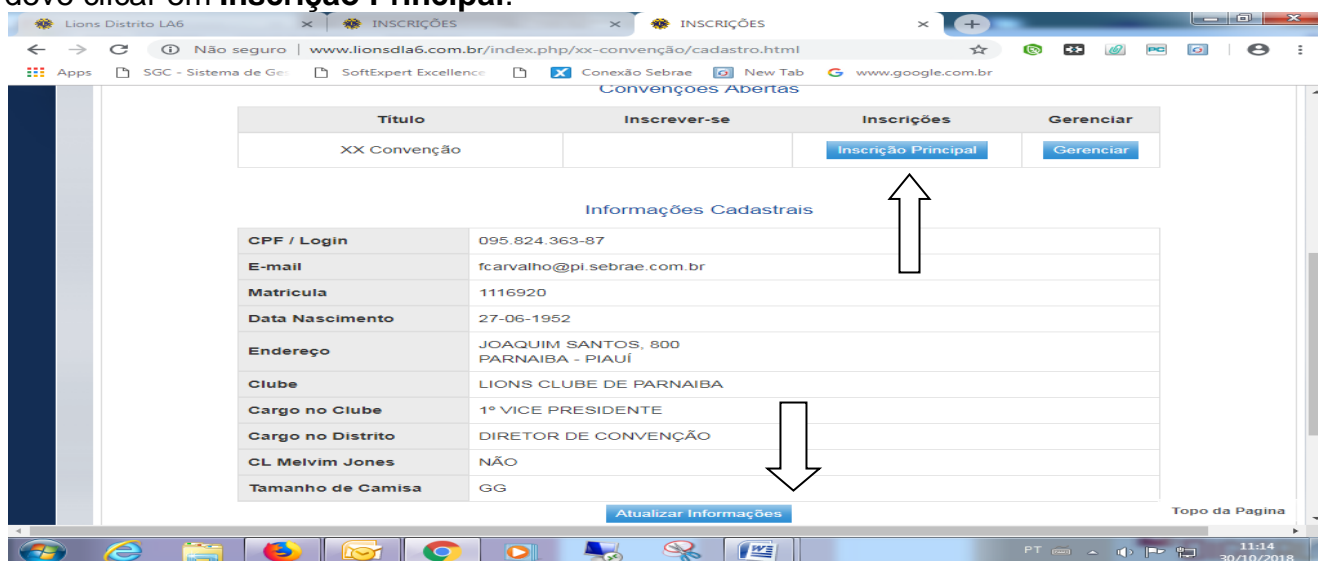 deve clicar em Inscrição Principal.
Lions Distrito LA6
INSCRIÇÕES
INSCRIÇÕES
Não seguro | www.lionsdla6.com.br/index.php/xx-convenção/cadastro.html
Apps SGC - Sistema de Ge SoftExpert Excellence Conexão Sebrae New Tab www.google.com.br
Convenções Abertas
Titulo Inscrever-se Inscrições Gerenciar
XX Convenção Inscrição Principal Gerenciar
Informações Cadastrais
CPF / Login 095.824.363-87
E-mail fcarvalho@pi.sebrae.com.br
Matricula 1116920
Data Nascimento 27-06-1952
Endereço JOAQUIM SANTOS, 800
PARNAIBA - PIAUÍ
Clube LIONS CLUBE DE PARNAIBA
Cargo no Clube 1º VICE PRESIDENTE
Cargo no Distrito DIRETOR DE CONVENÇÃO
CL Melvim Jones NÃO
Tamanho de Camisa GG
Atualizar Informações
Topo da Pagina
PT
11:14
30/10/2018